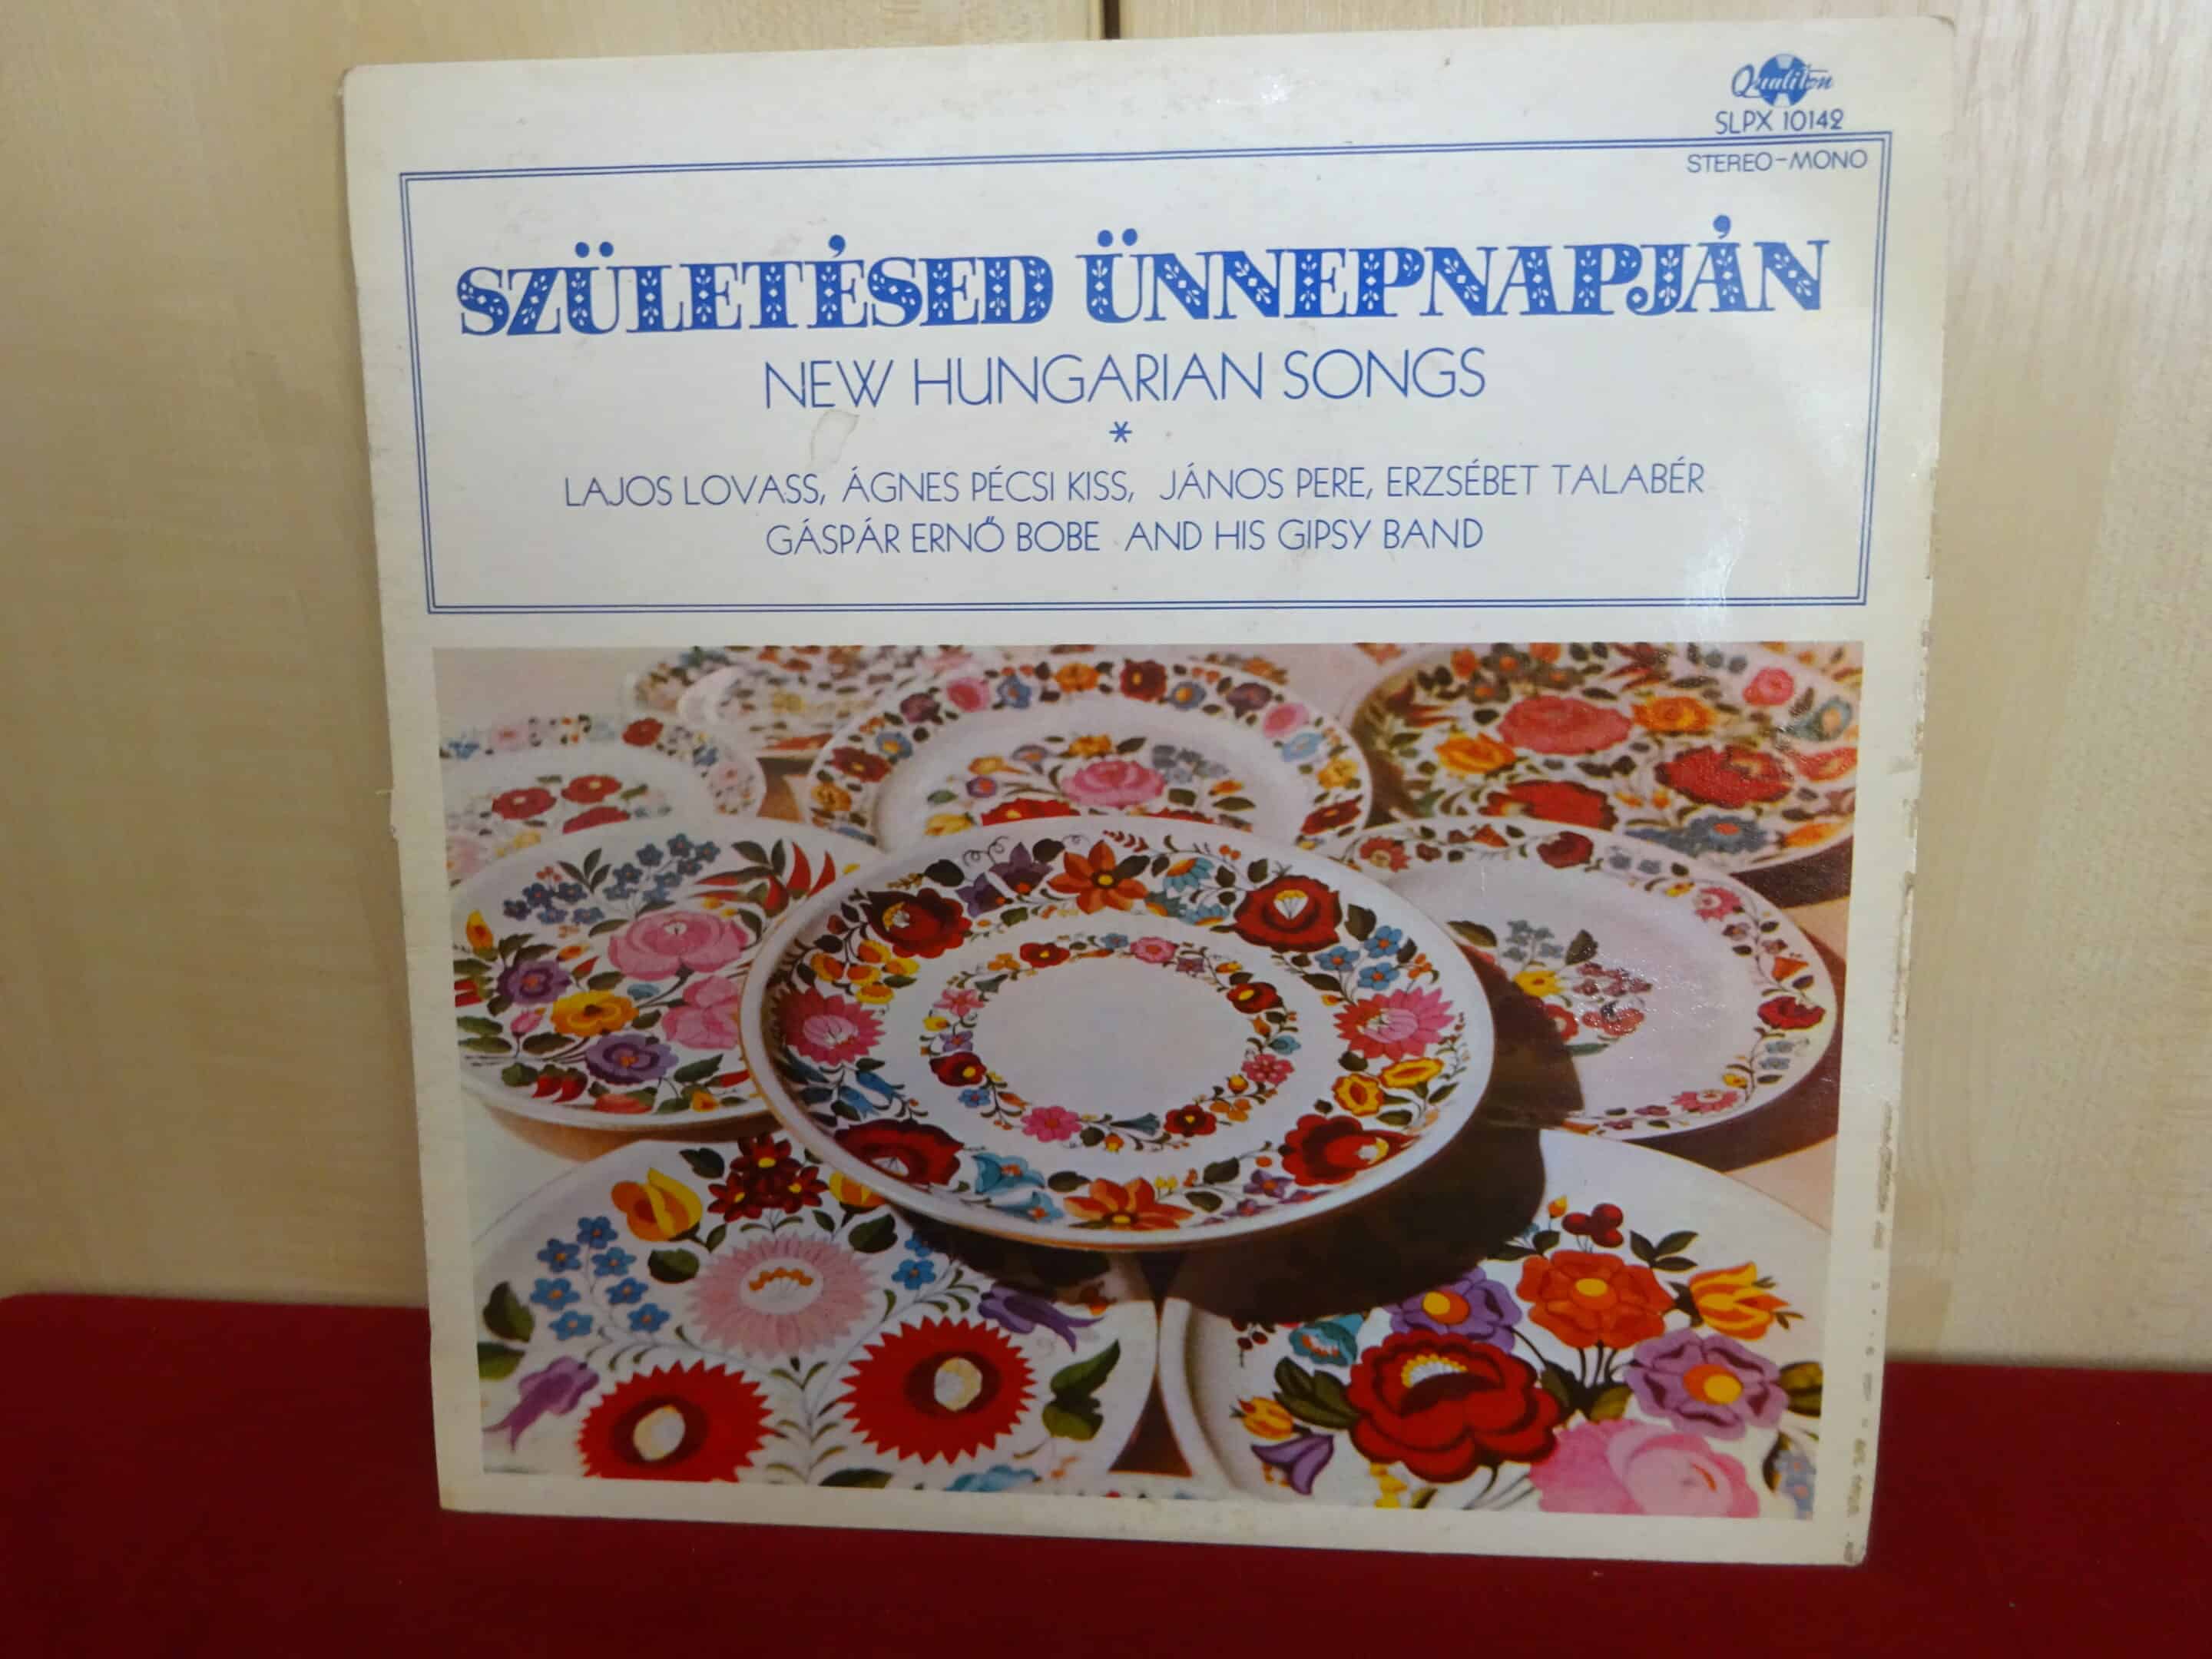 Qualiton
SLPX 10142
STEREO-MONO
SZÜLETÉSED ÜNNEPNAPJÁN
NEW HUNGARIAN SONGS
*
LAJOS LOVASS, ÁGNES PÉCSI KISS, JÁNOS PERE, ERZSÉBET TALABÉR
GÁSPÁR ERNŐ BOBE AND HIS GIPSY BAND